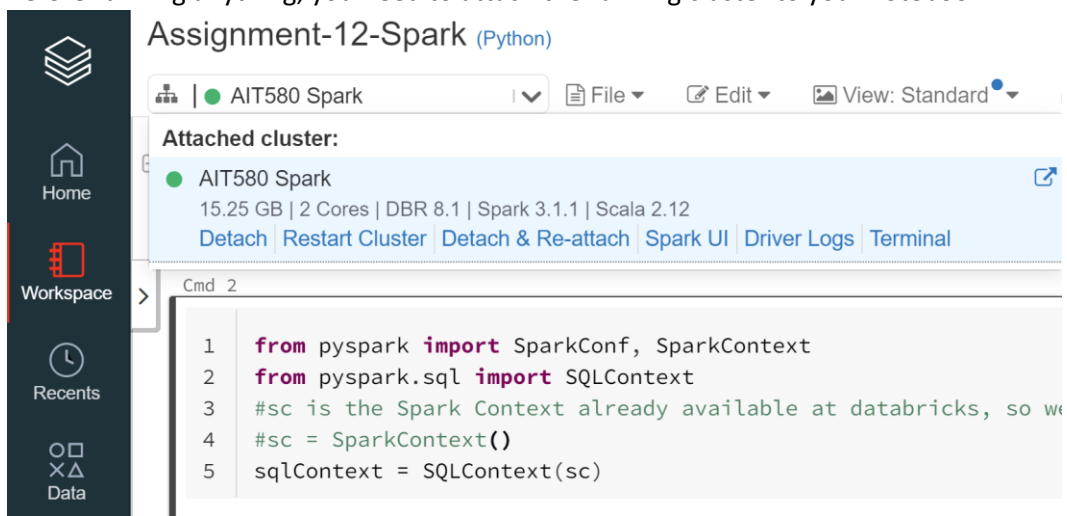 Assignment-12-Spark (Python)
AIT580 Spark File Edit View: Standard
Attached cluster:
AIT580 Spark
15.25 GB | 2 Cores | DBR 8.1 | Spark 3.1.1 | Scala 2.12
Detach Restart Cluster Detach & Re-attach Spark UI Driver Logs Terminal
Home
Workspace
Recents
Data
Cmd 2
1 from pyspark import SparkConf, SparkContext
2 from pyspark.sql import SQLContext
3 #sc is the Spark Context already available at databricks, so we
4 #sc = SparkContext()
5 sqlContext = SQLContext(sc)